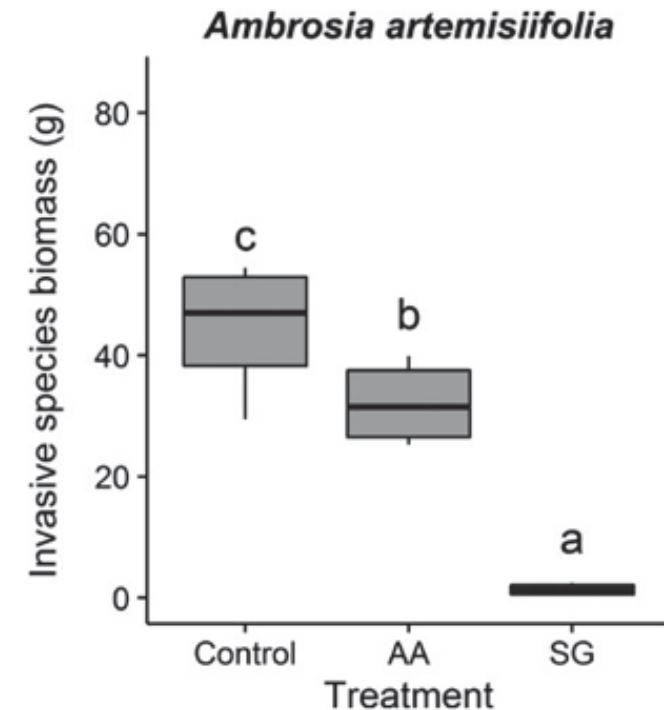 Ambrosia artemisiifolia
Invasive species biomass (g)
80
60
40
20
0
c
b
a
Control AA SG
Treatment